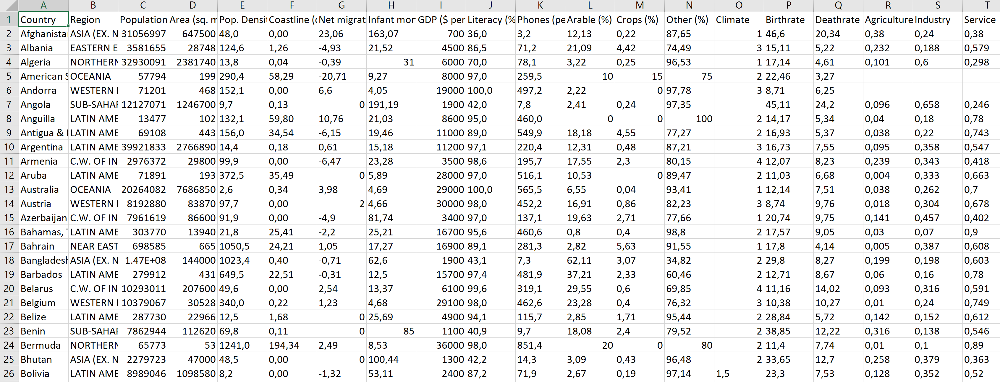 A B C D E F G H I J K L M N O P Q R S T
1 Country Region Population Area (sq. m Pop. Densit Coastline (c Net migrat Infant mor GDP ($ per Literacy (% Phones (pe Arable (%) Crops (%) Other (%) Climate Birthrate Deathrate Agriculture Industry Service
2 Afghanistan ASIA (EX. N 31056997 647500 48,0 0,00 23,06 163,07 700 36,0 3,2 12,13 0,22 87,65 1 46,6 20,34 0,38 0,24 0,38
3 Albania EASTERN E 3581655 28748 124,6 1,26 -4,93 21,52 4500 86,5 71,2 21,09 4,42 74,49 3 15,11 5,22 0,232 0,188 0,579
4 Algeria NORTHERN 32930091 2381740 13,8 0,04 -0,39 31 6000 70,0 78,1 3,22 0,25 96,53 1 17,14 4,61 0,101 0,6 0,298
5 American S OCEANIA 57794 199 290,4 58,29 -20,71 9,27 8000 97,0 259,5 10 15 75 2 22,46 3,27
6 Andorra WESTERN 71201 468 152,1 0,00 6,6 4,05 19000 100,0 497,2 2,22 0 97,78 3 8,71 6,25
7 Angola SUB-SAHAR 12127071 1246700 9,7 0,13 0 191,19 1900 42,0 7,8 2,41 0,24 97,35 45,11 24,2 0,096 0,658 0,246
8 Anguilla LATIN AME 13477 102 132,1 59,80 10,76 21,03 8600 95,0 460,0 0 0 100 2 14,17 5,34 0,04 0,18 0,78
9 Antigua & LATIN AME 69108 443 156,0 34,54 -6,15 19,46 11000 89,0 549,9 18,18 4,55 77,27 2 16,93 5,37 0,038 0,22 0,743
10 Argentina LATIN AME 39921833 2766890 14,4 0,18 0,61 15,18 11200 97,1 220,4 12,31 0,48 87,21 3 16,73 7,55 0,095 0,358 0,547
11 Armenia C.W. OF IN 2976372 29800 99,9 0,00 -6,47 23,28 3500 98,6 195,7 17,55 2,3 80,15 4 12,07 8,23 0,239 0,343 0,418
12 Aruba LATIN AME 71891 193 372,5 35,49 0 5,89 28000 97,0 516,1 10,53 0 89,47 2 11,03 6,68 0,004 0,333 0,663
13 Australia OCEANIA 20264082 7686850 2,6 0,34 3,98 4,69 29000 100,0 565,5 6,55 0,04 93,41 1 12,14 7,51 0,038 0,262 0,7
14 Austria WESTERN 8192880 83870 97,7 0,00 2 4,66 30000 98,0 452,2 16,91 0,86 82,23 3 8,74 9,76 0,018 0,304 0,678
15 Azerbaijan C.W. OF IN 7961619 86600 91,9 0,00 -4,9 81,74 3400 97,0 137,1 19,63 2,71 77,66 1 20,74 9,75 0,141 0,457 0,402
16 Bahamas, T LATIN AME 303770 13940 21,8 25,41 -2,2 25,21 16700 95,6 460,6 0,8 0,4 98,8 2 17,57 9,05 0,03 0,07 0,9
17 Bahrain NEAR EAST 698585 665 1050,5 24,21 1,05 17,27 16900 89,1 281,3 2,82 5,63 91,55 1 17,8 4,14 0,005 0,387 0,608
18 Bangladesh ASIA (EX. N 1.47E+08 144000 1023,4 0,40 -0,71 62,6 1900 43,1 7,3 62,11 3,07 34,82 2 29,8 8,27 0,199 0,198 0,603
19 Barbados LATIN AME 279912 431 649,5 22,51 -0,31 12,5 15700 97,4 481,9 37,21 2,33 60,46 2 12,71 8,67 0,06 0,16 0,78
20 Belarus C.W. OF IN 10293011 207600 49,6 0,00 2,54 13,37 6100 99,6 319,1 29,55 0,6 69,85 4 11,16 14,02 0,093 0,316 0,591
21 Belgium WESTERN 10379067 30528 340,0 0,22 1,23 4,68 29100 98,0 462,6 23,28 0,4 76,32 3 10,38 10,27 0,01 0,24 0,749
22 Belize LATIN AME 287730 22966 12,5 1,68 0 25,69 4900 94,1 115,7 2,85 1,71 95,44 2 28,84 5,72 0,142 0,152 0,612
23 Benin SUB-SAHAR 7862944 112620 69,8 0,11 0 85 1100 40,9 9,7 18,08 2,4 79,52 2 38,85 12,22 0,316 0,138 0,546
24 Bermuda NORTHERN 65773 53 1241,0 194,34 2,49 8,53 36000 98,0 851,4 20 0 80 2 11,4 7,74 0,01 0,1 0,89
25 Bhutan ASIA (EX. N 2279723 47000 48,5 0,00 0 100,44 1300 42,2 14,3 3,09 0,43 96,48 2 33,65 12,7 0,258 0,379 0,363
26 Bolivia LATIN AME 8989046 1098580 8,2 0,00 -1,32 53,11 2400 87,2 71,9 2,67 0,19 97,14 1,5 23,3 7,53 0,128 0,352 0,52